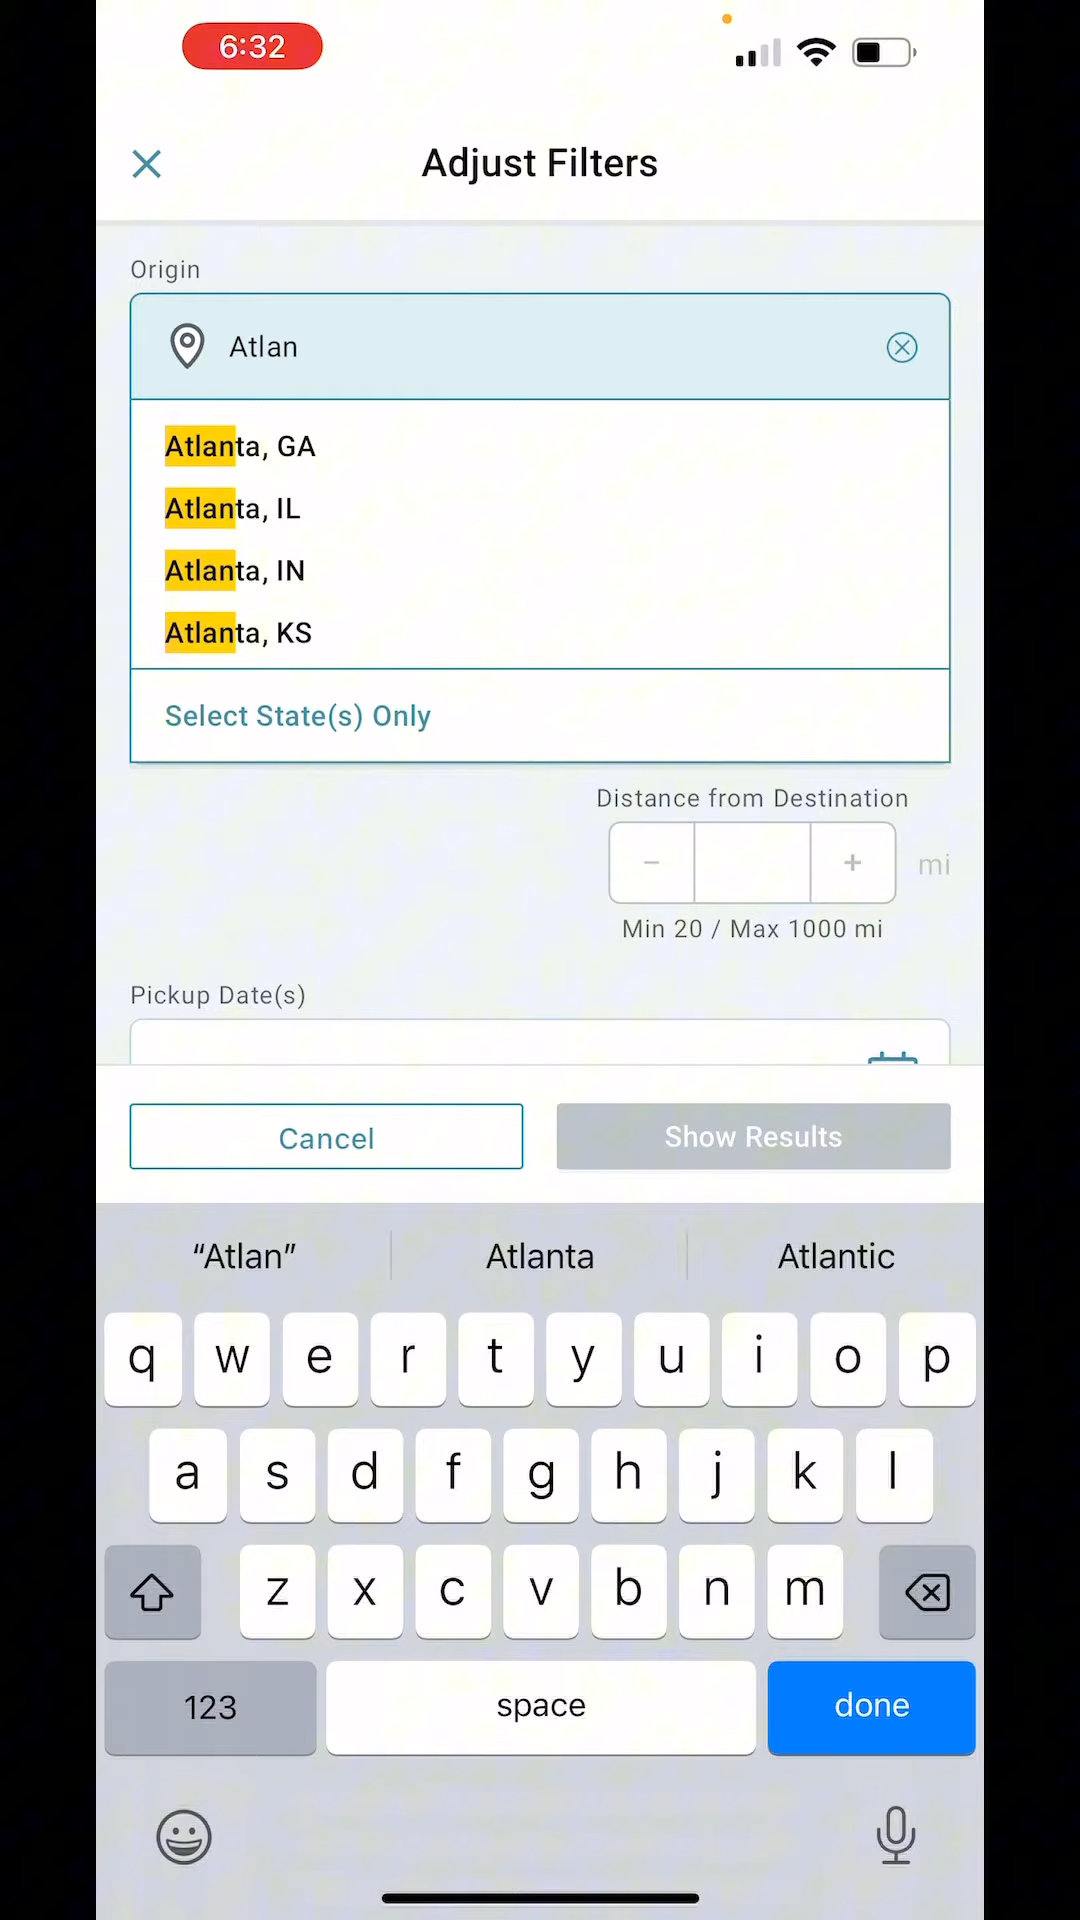 6:32
Adjust Filters
Origin
Atlan
Atlanta, GA
Atlanta, IL
Atlanta, IN
Atlanta, KS
Select State(s) Only
Distance from Destination
− + mi
Min 20 / Max 1000 mi
Pickup Date(s)
Cancel Show Results
“Atlan” Atlanta Atlantic
q w e r t y u i o p
a s d f g h j k l
z x c v b n m
123 space done